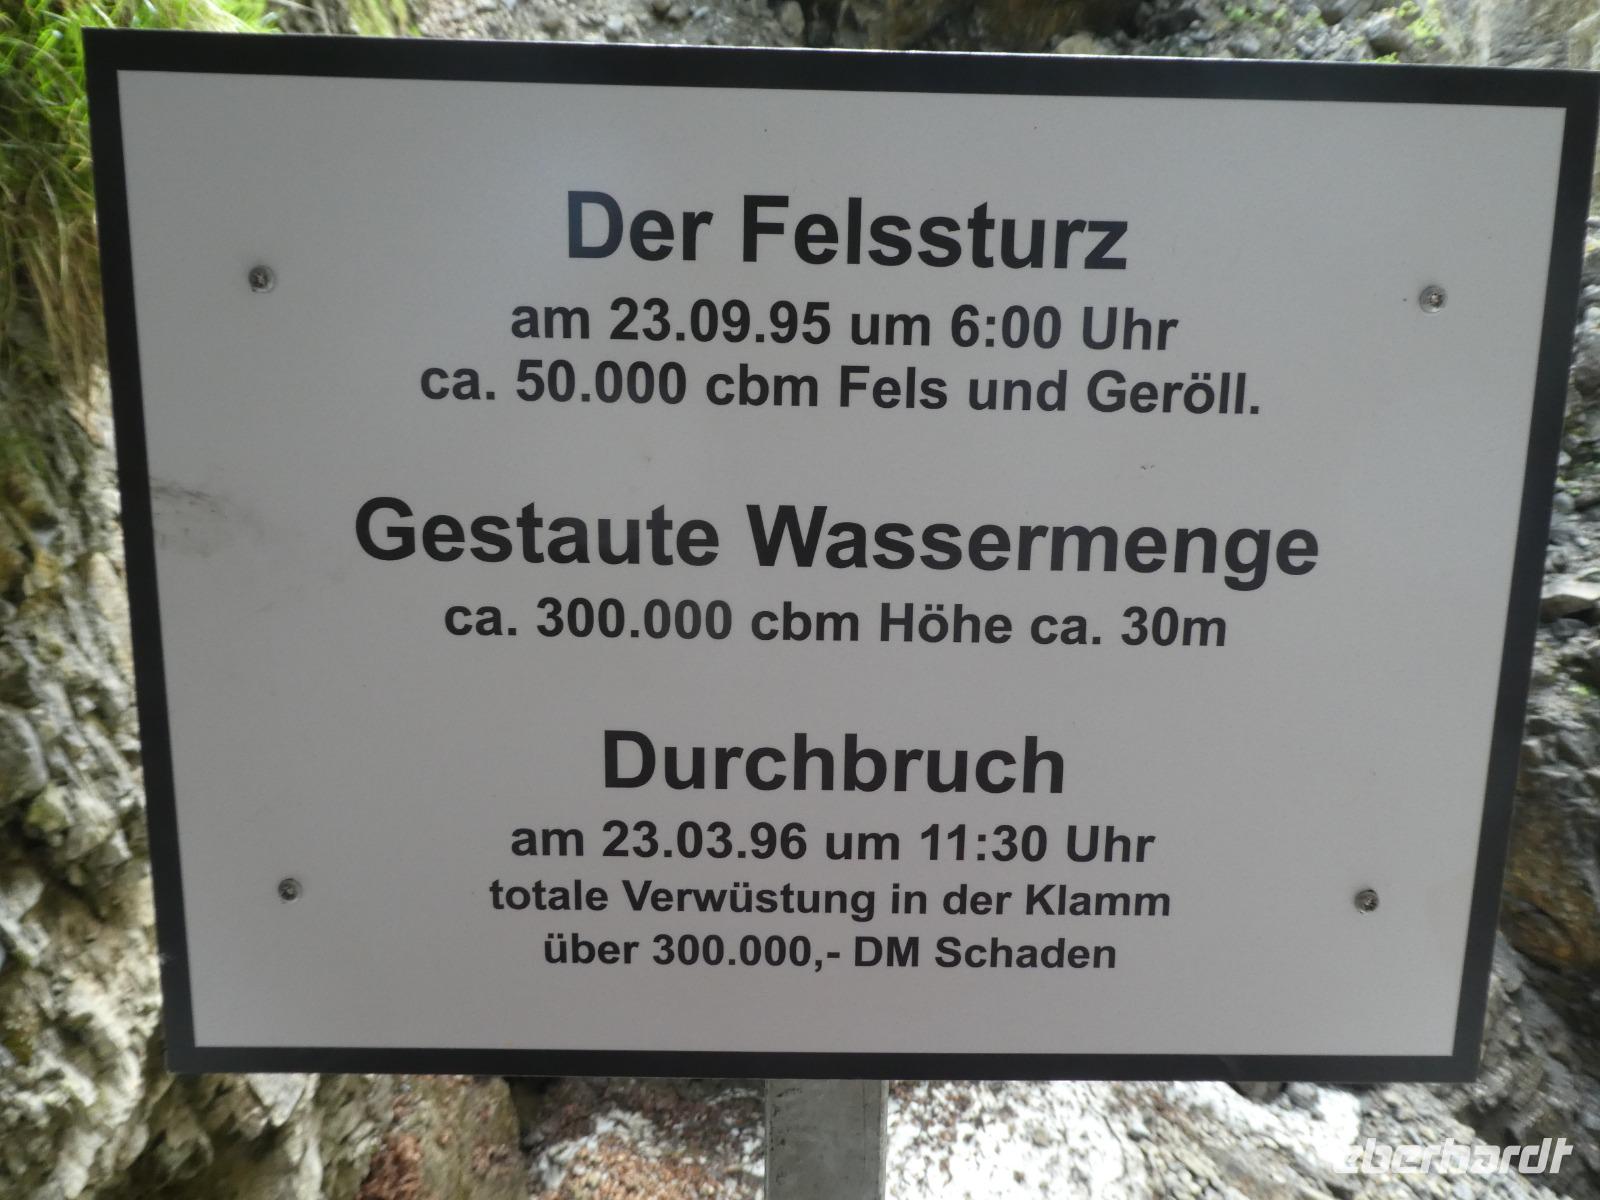 Der Felssturz
am 23.09.95 um 6:00 Uhr
ca. 50.000 cbm Fels und Geröll.
Gestaute Wassermenge
ca. 300.000 cbm Höhe ca. 30m
Durchbruch
am 23.03.96 um 11:30 Uhr
totale Verwüstung in der Klamm
über 300.000,- DM Schaden
eberhardt